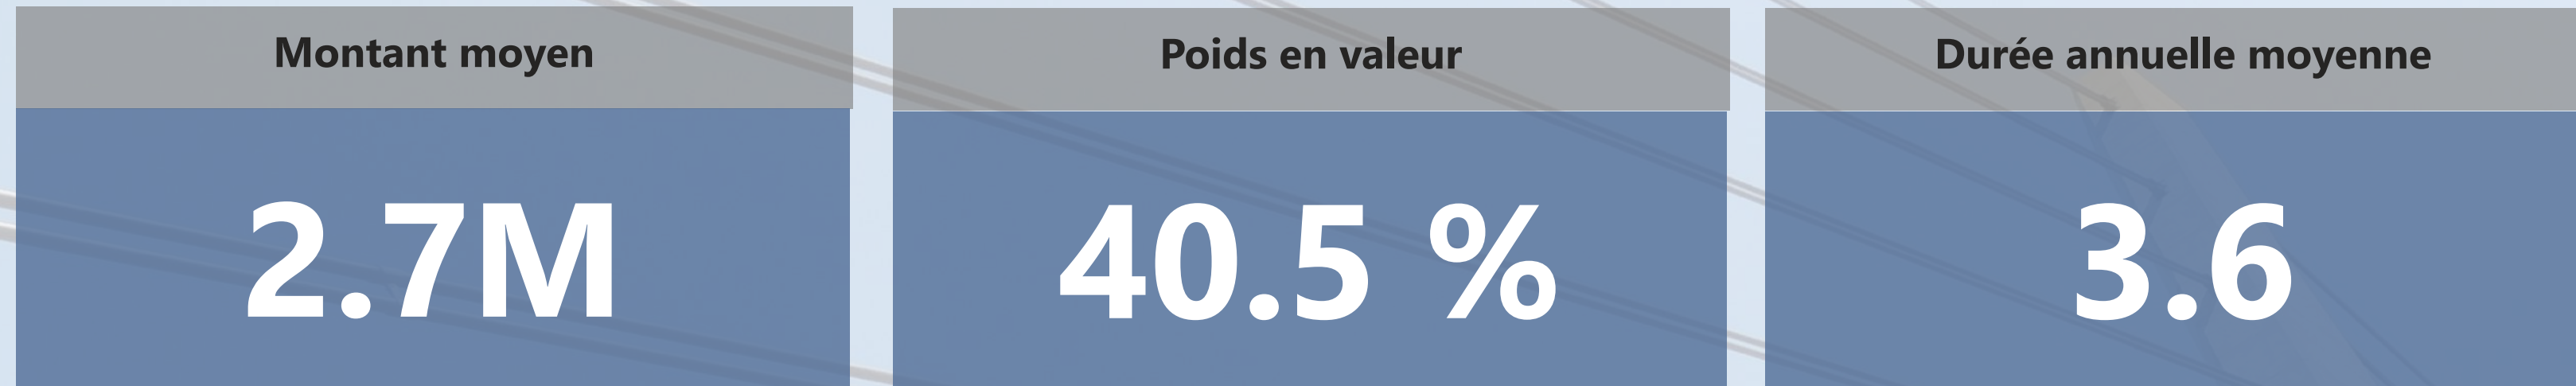 Montant moyen
Poids en valeur
Durée annuelle moyenne
2.7M
40.5 %
3.6